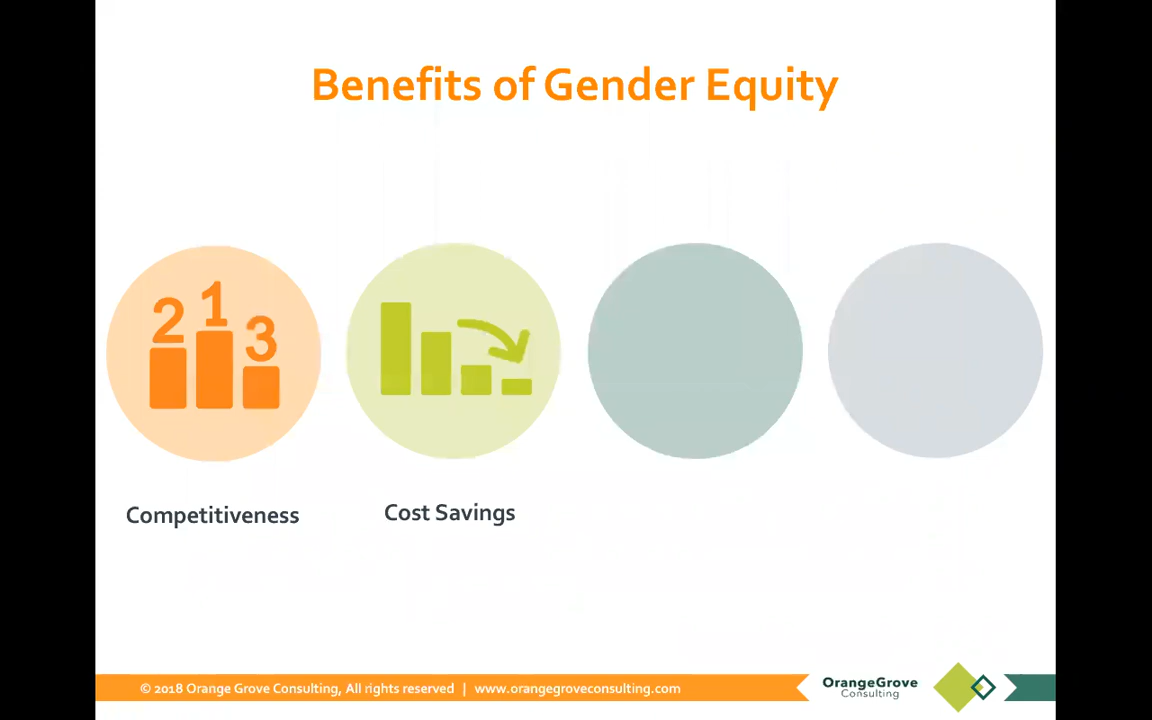 Benefits of Gender Equity
2 1 3
Competitiveness
Cost Savings
© 2018 Orange Grove Consulting, All rights reserved | www.orangegroveconsulting.com
OrangeGrove
Consulting